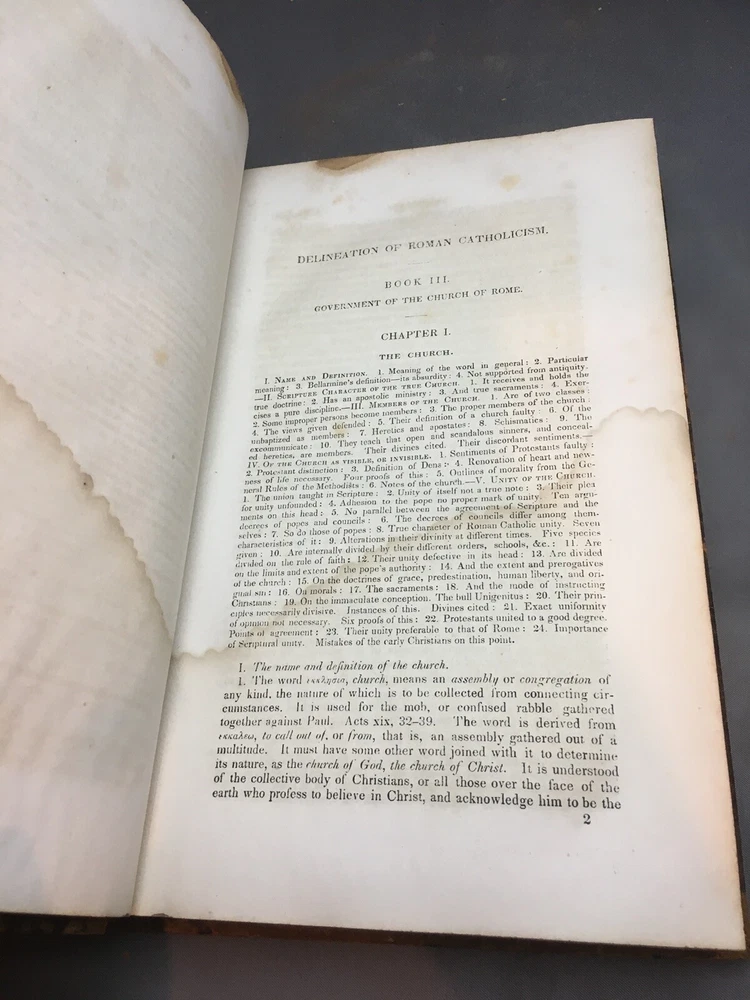 DELINEATION OF ROMAN CATHOLICISM.
BOOK III.
GOVERNMENT OF THE CHURCH OF ROME.
CHAPTER I.
THE CHURCH.
I. NAME AND DEFINITION. 1. Meaning of the word in general: 2. Particular
meaning: 3. Bellarmine's definition—its absurdity: 4. Not supported from antiquity.
—II. SCRIPTURE CHARACTER OF THE TRUE CHURCH. 1. It receives and holds the
true doctrine: 2. Has an apostolic ministry: 3. And true sacraments: 4. Exer-
cises a pure discipline.—III. MEMBERS OF THE CHURCH. 1. Are of two classes:
2. Some improper persons become members: 3. The proper members of the church:
4. The views given defended: 5. Their definition of a church faulty: 6. Of the
unbaptized as members: 7. Heretics and apostates: 8. Schismatics: 9. The
excommunicate: 10. They teach that open and scandalous sinners, and conceal-
ed heretics, are members. Their divines cited. Their discordant sentiments.—
IV. OF THE CHURCH AS VISIBLE, OR INVISIBLE. 1. Sentiments of Protestants faulty:
2. Protestant distinction: 3. Definition of Dens: 4. Renovation of heart and new-
ness of life necessary. Four proofs of this: 5. Outlines of morality from the Ge-
neral Rules of the Methodists: 6. Notes of the church.—V. UNITY OF THE CHURCH.
1. The union taught in Scripture: 2. Unity of itself not a true note: 3. Their plea
for unity unfounded: 4. Adhesion to the pope no proper mark of unity. Ten argu-
ments on this head: 5. No parallel between the agreement of Scripture and the
decrees of popes and councils: 6. The decrees of councils differ among them-
selves: 7. So do those of popes: 8. True character of Roman Catholic unity. Seven
characteristics of it: 9. Alterations in their divinity at different times. Five species
given: 10. Are internally divided by their different orders, schools, &c.: 11. Are
divided on the rule of faith: 12. Their unity defective in its head: 13. Are divided
on the limits and extent of the pope's authority: 14. And the extent and prerogatives
of the church: 15. On the doctrines of grace, predestination, human liberty, and ori-
ginal sin: 16. On morals: 17. The sacraments: 18. And the mode of instructing
Christians: 19. On the immaculate conception. The bull Unigenitus: 20. Their prin-
ciples necessarily divisive. Instances of this. Divines cited: 21. Exact uniformity
of opinion not necessary. Six proofs of this: 22. Protestants united to a good degree.
Points of agreement: 23. Their unity preferable to that of Rome: 24. Importance
of Scriptural unity. Mistakes of the early Christians on this point.
I. The name and definition of the church.
1. The word εκκλησια, church, means an assembly or congregation of
any kind, the nature of which is to be collected from connecting cir-
cumstances. It is used for the mob, or confused rabble gathered
together against Paul. Acts xix, 32-39. The word is derived from
εκκαλεω, to call out of, or from, that is, an assembly gathered out of a
multitude. It must have some other word joined with it to determine
its nature, as the church of God, the church of Christ. It is understood
of the collective body of Christians, or all those over the face of the
earth who profess to believe in Christ, and acknowledge him to be the
2